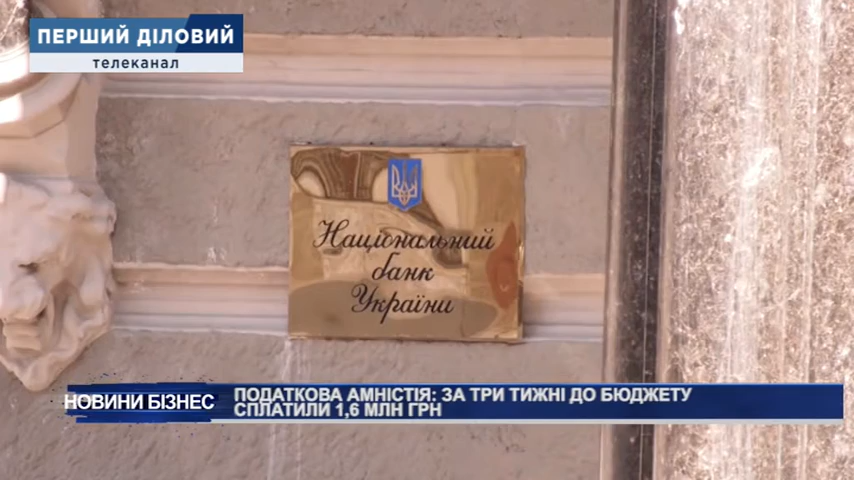 ПЕРШИЙ ДІЛОВИЙ
телеканал
Національний
банк
України
НОВИНИ БІЗНЕС
ПОДАТКОВА АМНІСТІЯ: ЗА ТРИ ТИЖНІ ДО БЮДЖЕТУ
СПЛАТИЛИ 1,6 МЛН ГРН